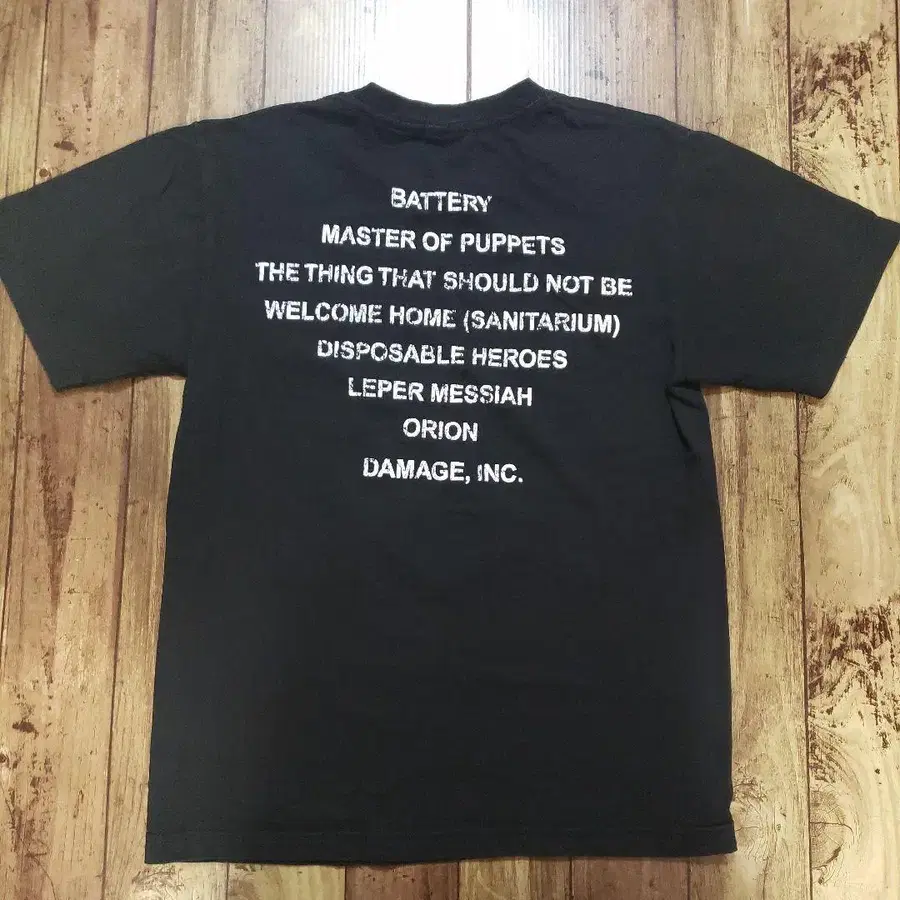 BATTERY
MASTER OF PUPPETS
THE THING THAT SHOULD NOT BE
WELCOME HOME (SANITARIUM)
DISPOSABLE HEROES
LEPER MESSIAH
ORION
DAMAGE, INC.